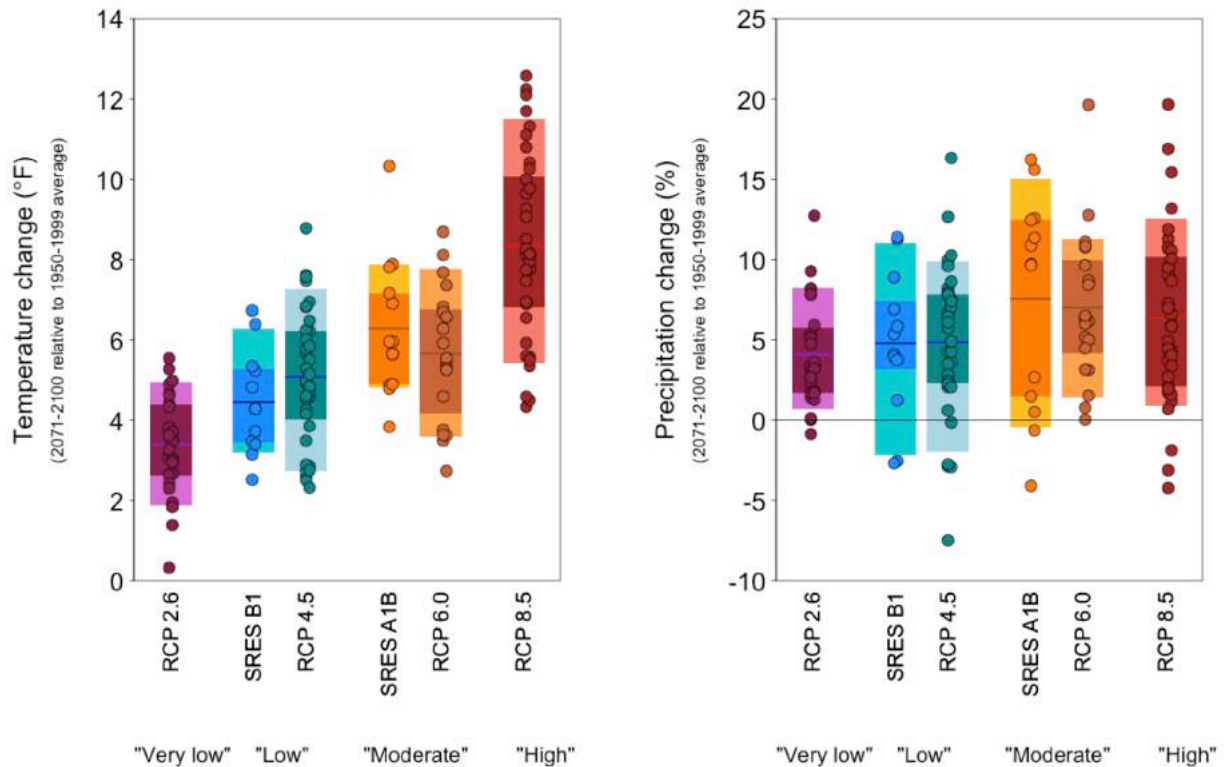 Temperature change (°F)
(2071-2100 relative to 1950-1999 average)
14
12
10
8
6
4
2
0
RCP 2.6
SRES B1
RCP 4.5
SRES A1B
RCP 6.0
RCP 8.5
"Very low" "Low" "Moderate" "High"
Precipitation change (%)
(2071-2100 relative to 1950-1999 average)
25
20
15
10
5
0
-5
-10
RCP 2.6
SRES B1
RCP 4.5
SRES A1B
RCP 6.0
RCP 8.5
"Very low" "Low" "Moderate" "High"